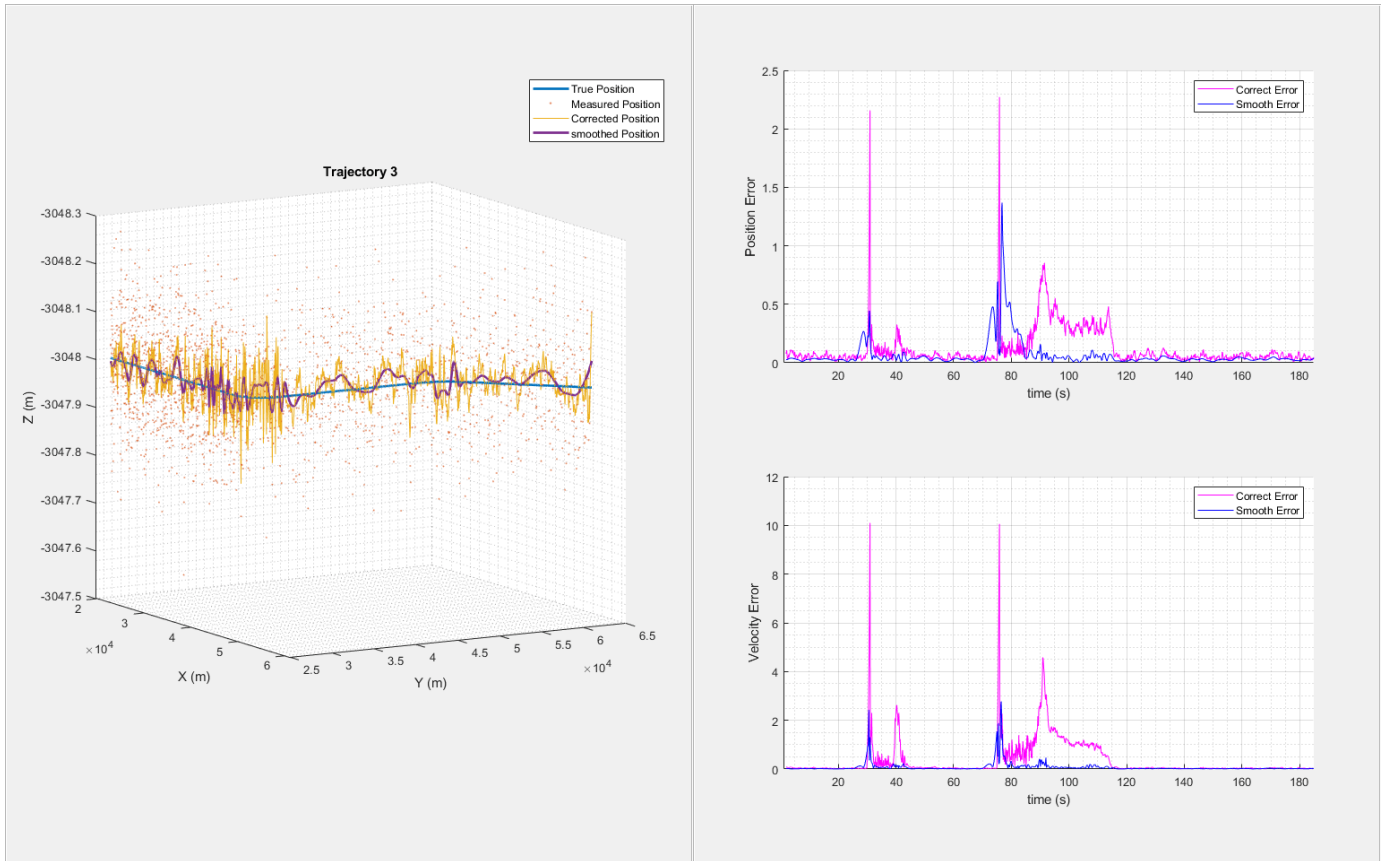 True Position
Measured Position
Corrected Position
smoothed Position
Trajectory 3
-3048.3
-3048.2
-3048.1
-3048
-3047.9
-3047.8
-3047.7
-3047.6
-3047.5
Z (m)
2
3
4
5
6
×10^4
X (m)
2.5
3
3.5
4
4.5
5
5.5
6
6.5
×10^4
Y (m)
2.5
2
1.5
1
0.5
0
Position Error
Correct Error
Smooth Error
20 40 60 80 100 120 140 160 180
time (s)
12
10
8
6
4
2
0
Velocity Error
Correct Error
Smooth Error
20 40 60 80 100 120 140 160 180
time (s)